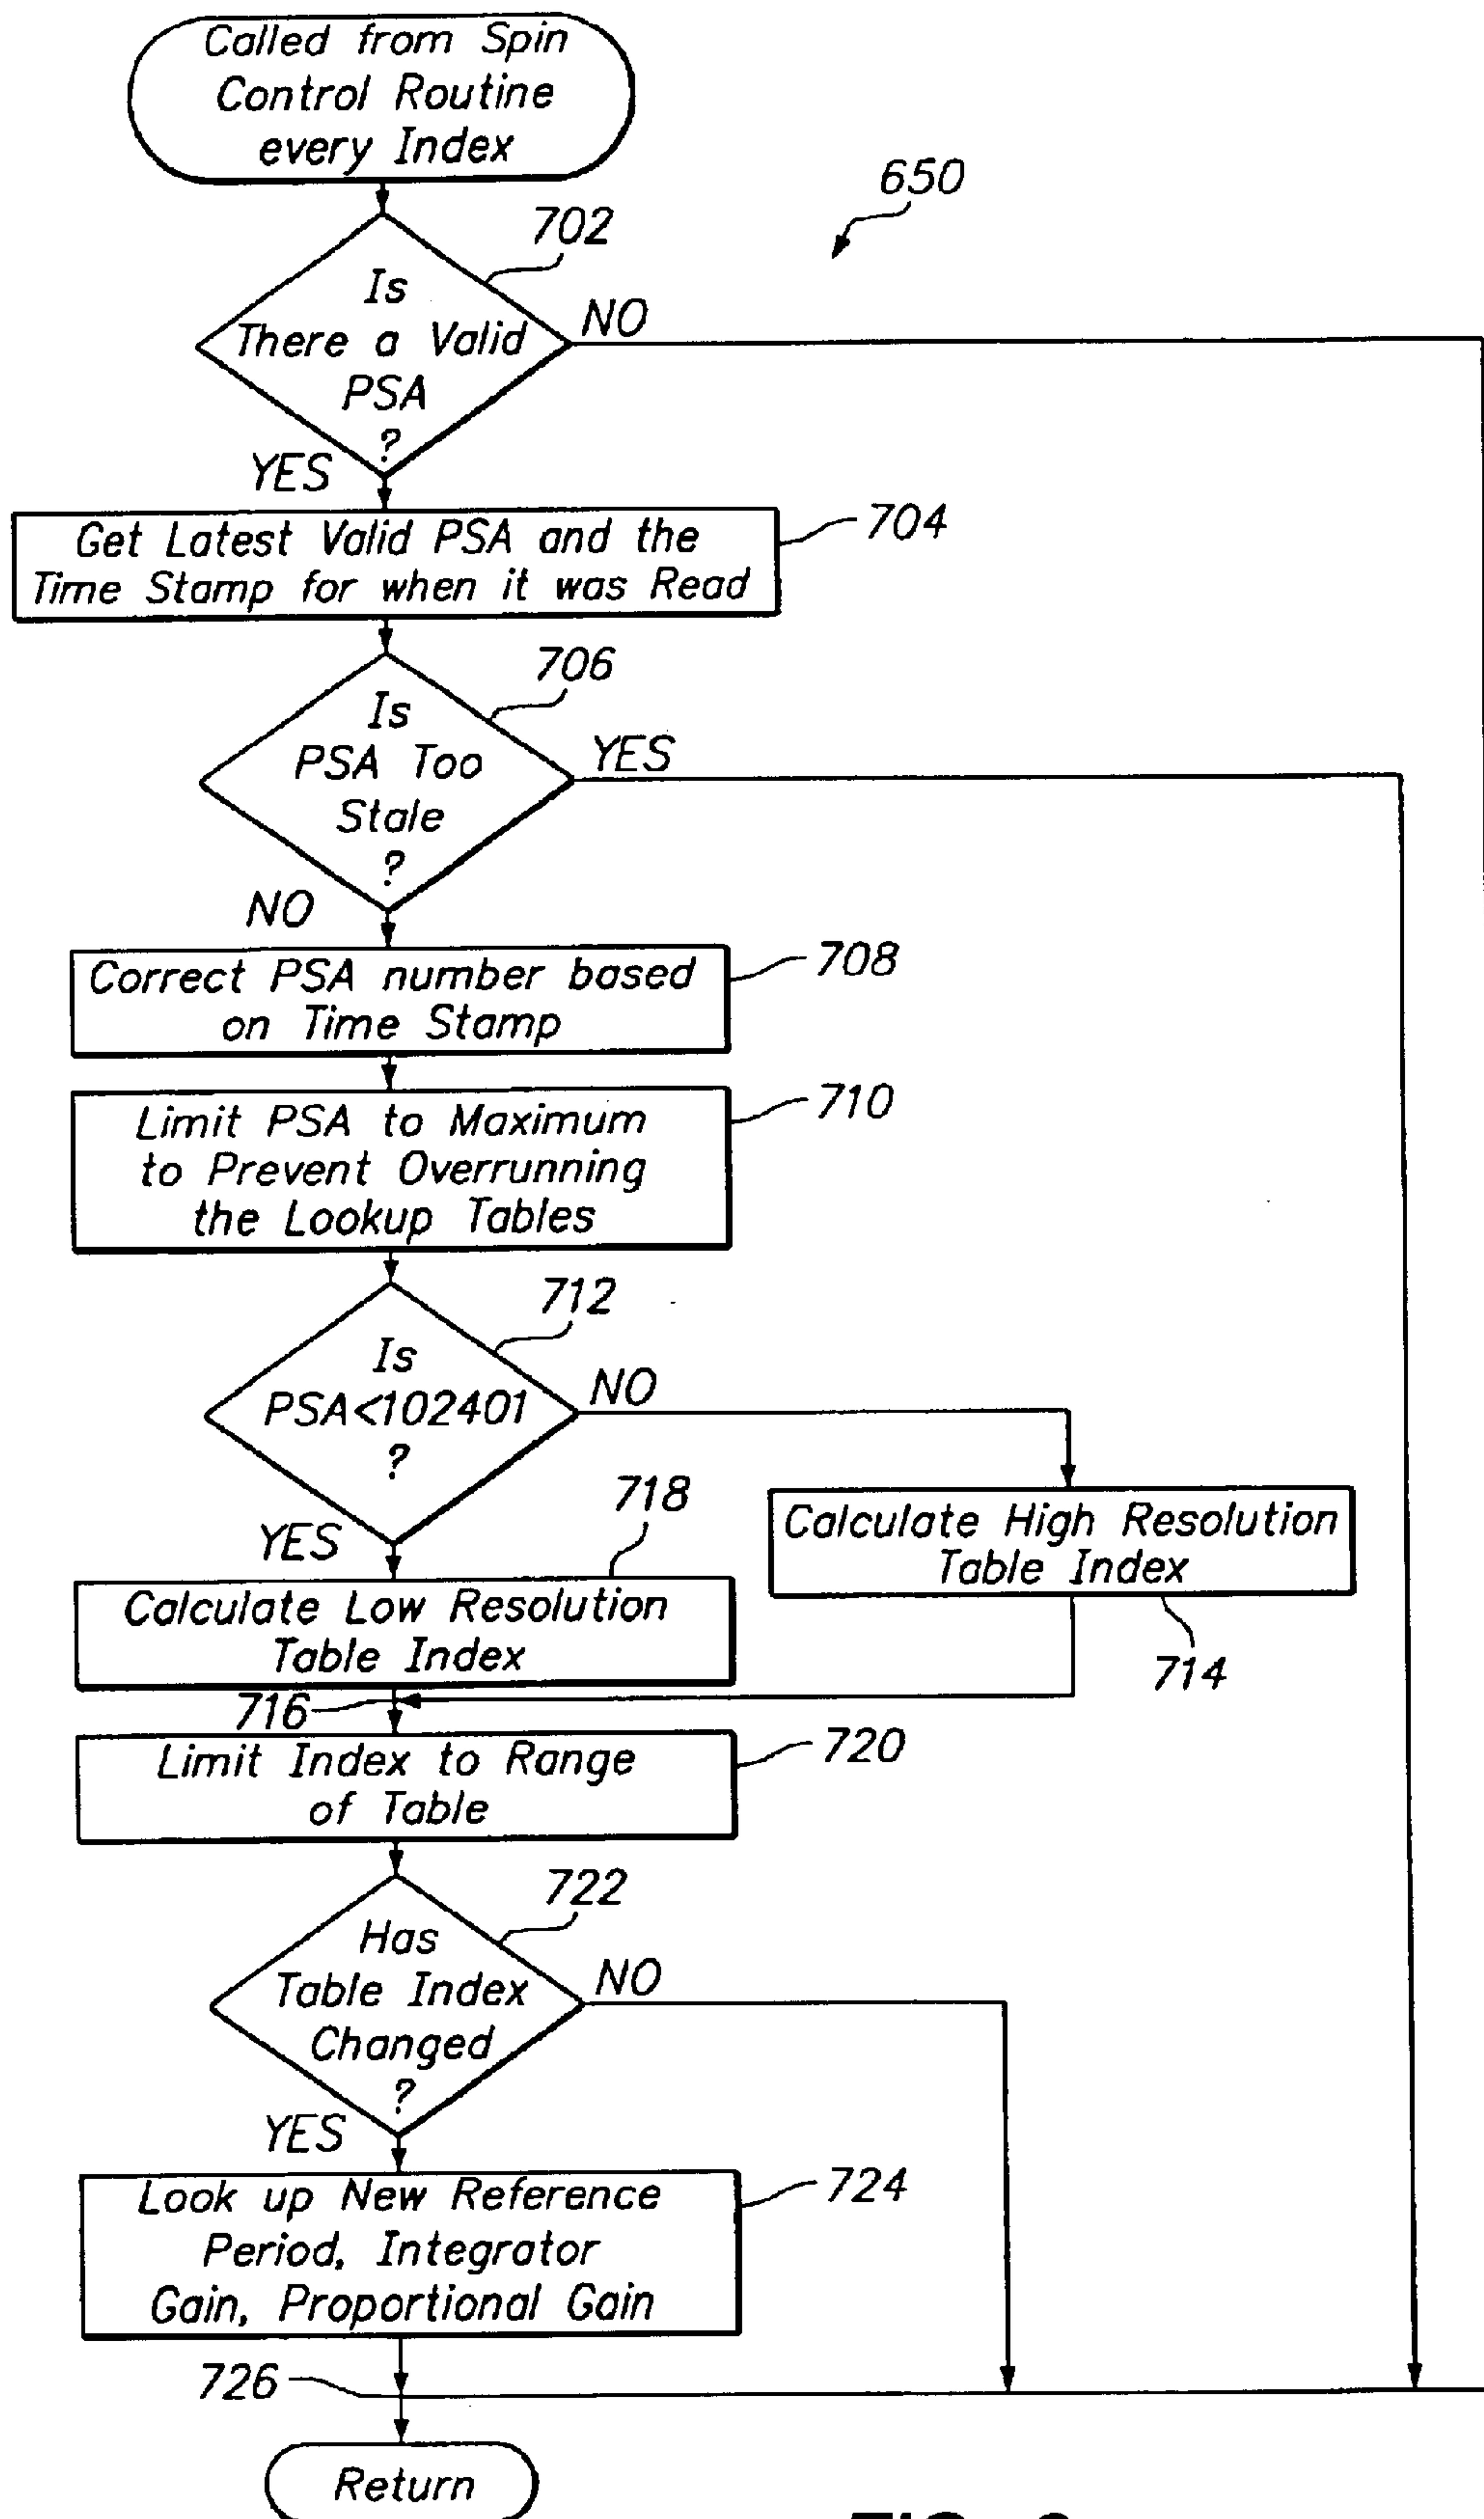 Called from Spin
Control Routine
every Index
650
702
Is
There a Valid
PSA
?
NO
YES
Get Latest Valid PSA and the
Time Stamp for when it was Read
704
706
Is
PSA Too
Stale
?
YES
NO
Correct PSA number based
on Time Stamp
708
Limit PSA to Maximum
to Prevent Overrunning
the Lookup Tables
710
712
Is
PSA<102401
?
NO
YES
718
Calculate High Resolution
Table Index
714
Calculate Low Resolution
Table Index
716
Limit Index to Range
of Table
720
722
Has
Table Index
Changed
?
NO
YES
Look up New Reference
Period, Integrator
Gain, Proportional Gain
724
726
Return